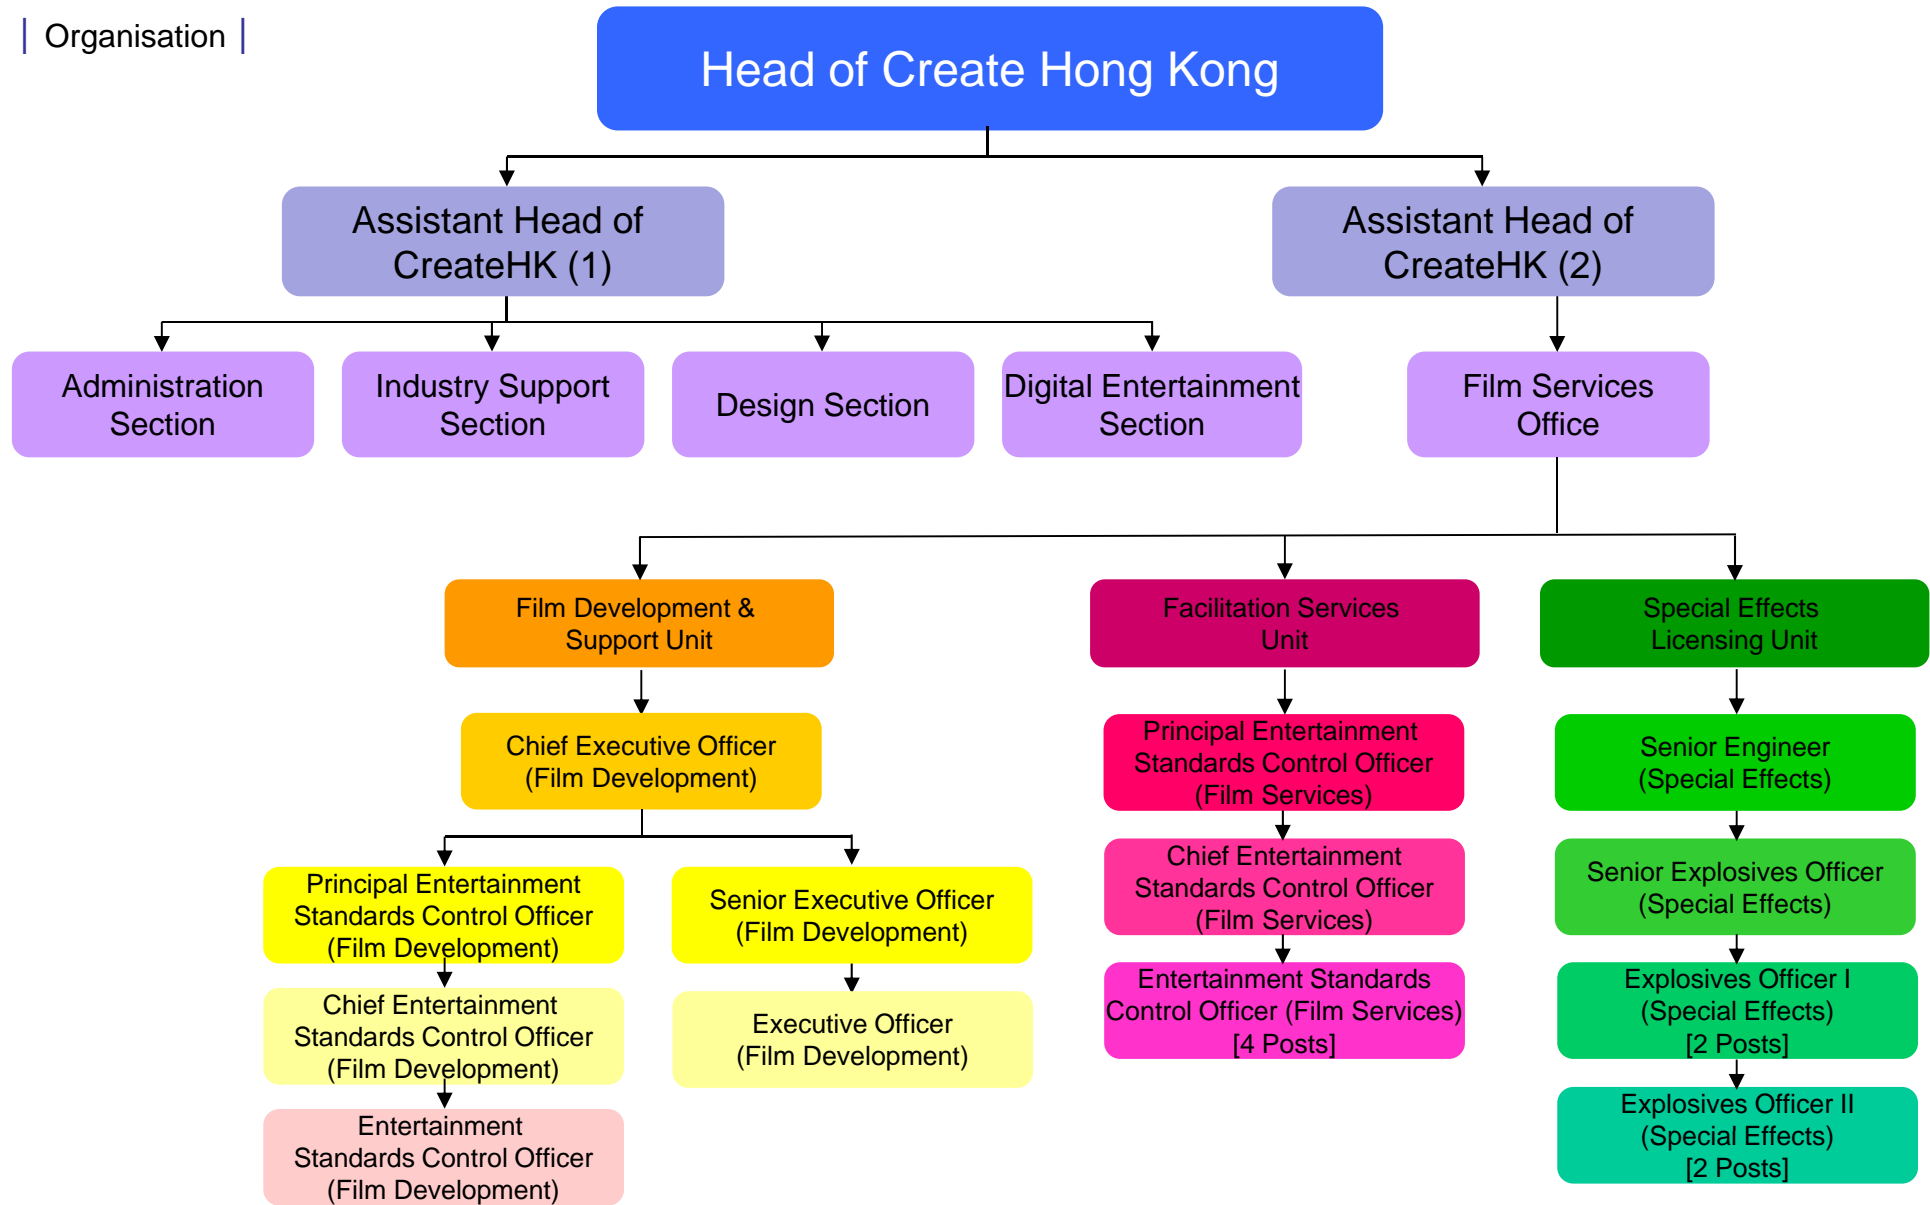 | Organisation |
Head of Create Hong Kong
Assistant Head of
CreateHK (1)
Assistant Head of
CreateHK (2)
Administration
Section
Industry Support
Section
Design Section
Digital Entertainment
Section
Film Services
Office
Film Development &
Support Unit
Facilitation Services
Unit
Special Effects
Licensing Unit
Chief Executive Officer
(Film Development)
Principal Entertainment
Standards Control Officer
(Film Development)
Senior Executive Officer
(Film Development)
Chief Entertainment
Standards Control Officer
(Film Development)
Executive Officer
(Film Development)
Entertainment
Standards Control Officer
(Film Development)
Principal Entertainment
Standards Control Officer
(Film Services)
Chief Entertainment
Standards Control Officer
(Film Services)
Entertainment Standards
Control Officer (Film Services)
[4 Posts]
Senior Engineer
(Special Effects)
Senior Explosives Officer
(Special Effects)
Explosives Officer I
(Special Effects)
[2 Posts]
Explosives Officer II
(Special Effects)
[2 Posts]